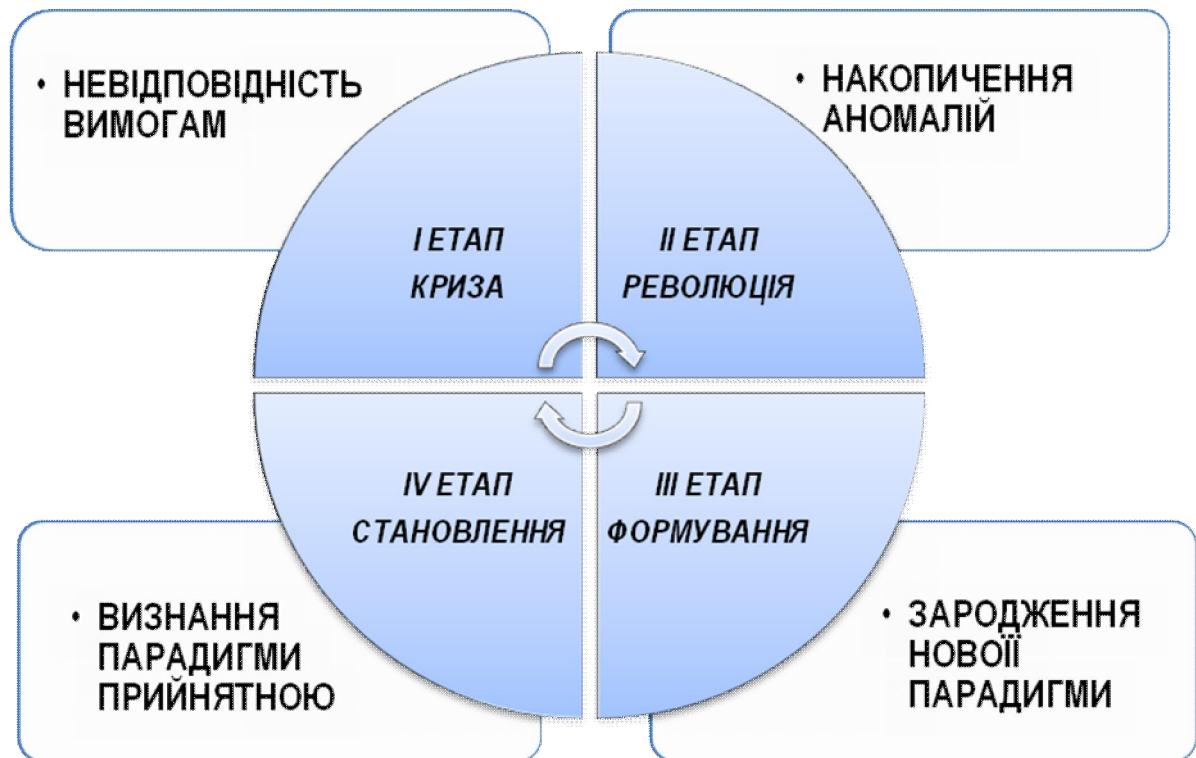 • НЕВІДПОВІДНІСТЬ
ВИМОГАМ
• НАКОПИЧЕННЯ
АНОМАЛІЙ
І ЕТАП
КРИЗА
ІІ ЕТАП
РЕВОЛЮЦІЯ
IV ЕТАП
СТАНОВЛЕННЯ
ІІІ ЕТАП
ФОРМУВАННЯ
• ВИЗНАННЯ
ПАРАДИГМИ
ПРИЙНЯТНОЮ
• ЗАРОДЖЕННЯ
НОВОЇЇ
ПАРАДИГМИ